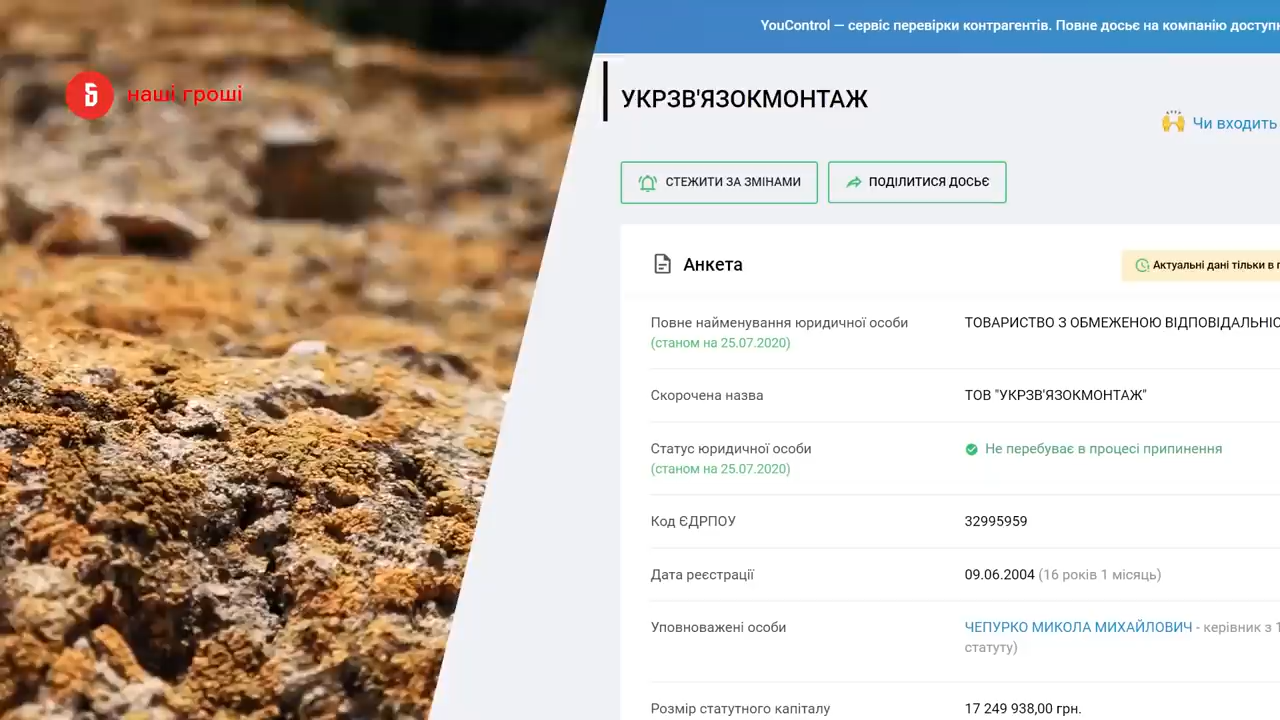 наші гроші
YouControl — сервіс перевірки контрагентів. Повне досьє на компанію доступн
УКРЗВ'ЯЗОКМОНТАЖ
Чи входить
СТЕЖИТИ ЗА ЗМІНАМИ
ПОДІЛИТИСЯ ДОСЬЄ
Анкета
Актуальні дані тільки в п
Повне найменування юридичної особи
(станом на 25.07.2020)
ТОВАРИСТВО З ОБМЕЖЕНОЮ ВІДПОВІДАЛЬНІС
Скорочена назва
ТОВ "УКРЗВ'ЯЗОКМОНТАЖ"
Статус юридичної особи
(станом на 25.07.2020)
Не перебуває в процесі припинення
Код ЄДРПОУ
32995959
Дата реєстрації
09.06.2004 (16 років 1 місяць)
Уповноважені особи
ЧЕПУРКО МИКОЛА МИХАЙЛОВИЧ - керівник з 1
статуту)
Розмір статутного капіталу
17 249 938,00 грн.